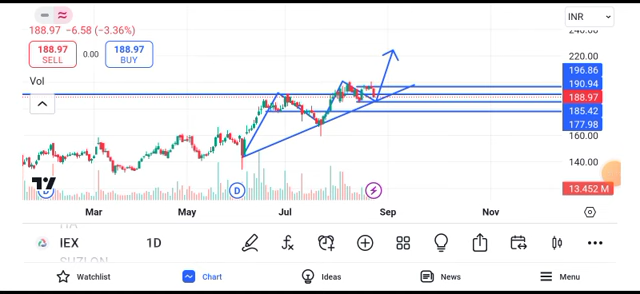 INR
240.00
188.97 −6.58 (−3.36%)
188.97
SELL
0.00
188.97
BUY
220.00
196.86
190.94
188.97
185.42
177.98
Vol
160.00
140.00
D
D
13.452 M
Mar
May
Jul
Sep
Nov
IEX
1D
SUZLON
Watchlist
Chart
Ideas
News
Menu